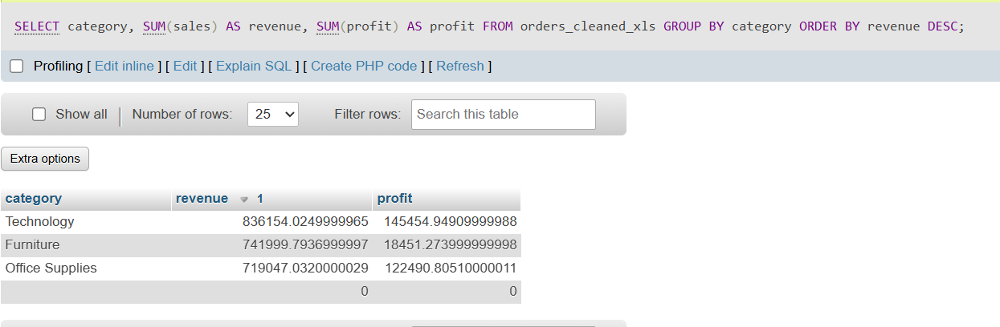 SELECT category, SUM(sales) AS revenue, SUM(profit) AS profit FROM orders_cleaned_xls GROUP BY category ORDER BY revenue DESC;
Profiling [ Edit inline ] [ Edit ] [ Explain SQL ] [ Create PHP code ] [ Refresh ]
Show all Number of rows: 25 Filter rows: Search this table
Extra options
category revenue 1 profit
Technology 836154.0249999965 145454.94909999988
Furniture 741999.7936999997 18451.273999999998
Office Supplies 719047.0320000029 122490.80510000011
0 0